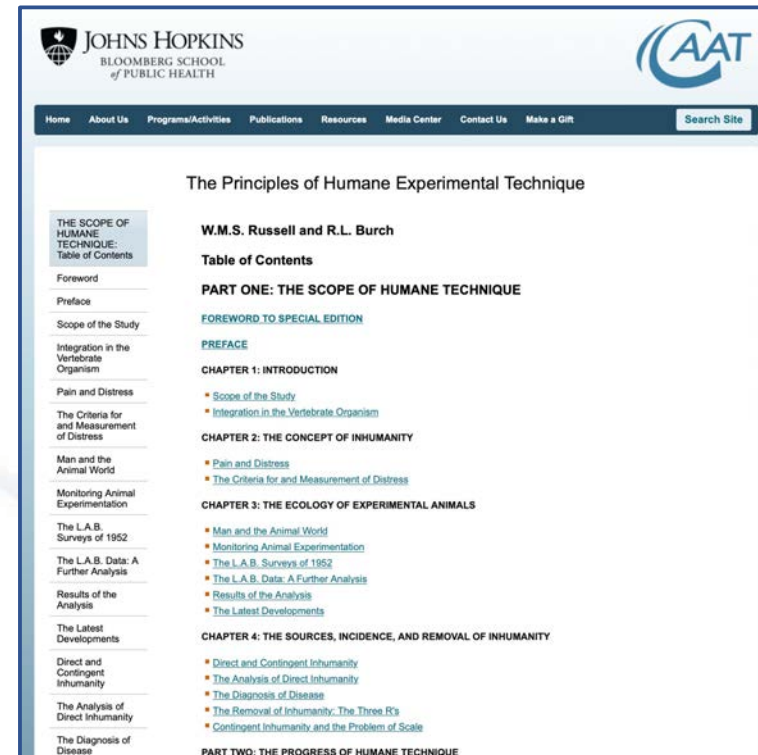 JOHNS HOPKINS
BLOOMBERG SCHOOL
of PUBLIC HEALTH
CAAT
Home About Us Programs/Activities Publications Resources Media Center Contact Us Make a Gift Search Site
The Principles of Humane Experimental Technique
THE SCOPE OF
HUMANE
TECHNIQUE:
Table of Contents
Foreword
Preface
Scope of the Study
Integration in the
Vertebrate
Organism
Pain and Distress
The Criteria for
and Measurement
of Distress
Man and the
Animal World
Monitoring Animal
Experimentation
The L.A.B.
Surveys of 1952
The L.A.B. Data: A
Further Analysis
Results of the
Analysis
The Latest
Developments
Direct and
Contingent
Inhumanity
The Analysis of
Direct Inhumanity
The Diagnosis of
Disease
W.M.S. Russell and R.L. Burch
Table of Contents
PART ONE: THE SCOPE OF HUMANE TECHNIQUE
FOREWORD TO SPECIAL EDITION
PREFACE
CHAPTER 1: INTRODUCTION
Scope of the Study
Integration in the Vertebrate Organism
CHAPTER 2: THE CONCEPT OF INHUMANITY
Pain and Distress
The Criteria for and Measurement of Distress
CHAPTER 3: THE ECOLOGY OF EXPERIMENTAL ANIMALS
Man and the Animal World
Monitoring Animal Experimentation
The L.A.B. Surveys of 1952
The L.A.B. Data: A Further Analysis
Results of the Analysis
The Latest Developments
CHAPTER 4: THE SOURCES, INCIDENCE, AND REMOVAL OF INHUMANITY
Direct and Contingent Inhumanity
The Analysis of Direct Inhumanity
The Diagnosis of Disease
The Removal of Inhumanity: The Three R's
Contingent Inhumanity and the Problem of Scale
PART TWO: THE PROGRESS OF HUMANE TECHNIQUE